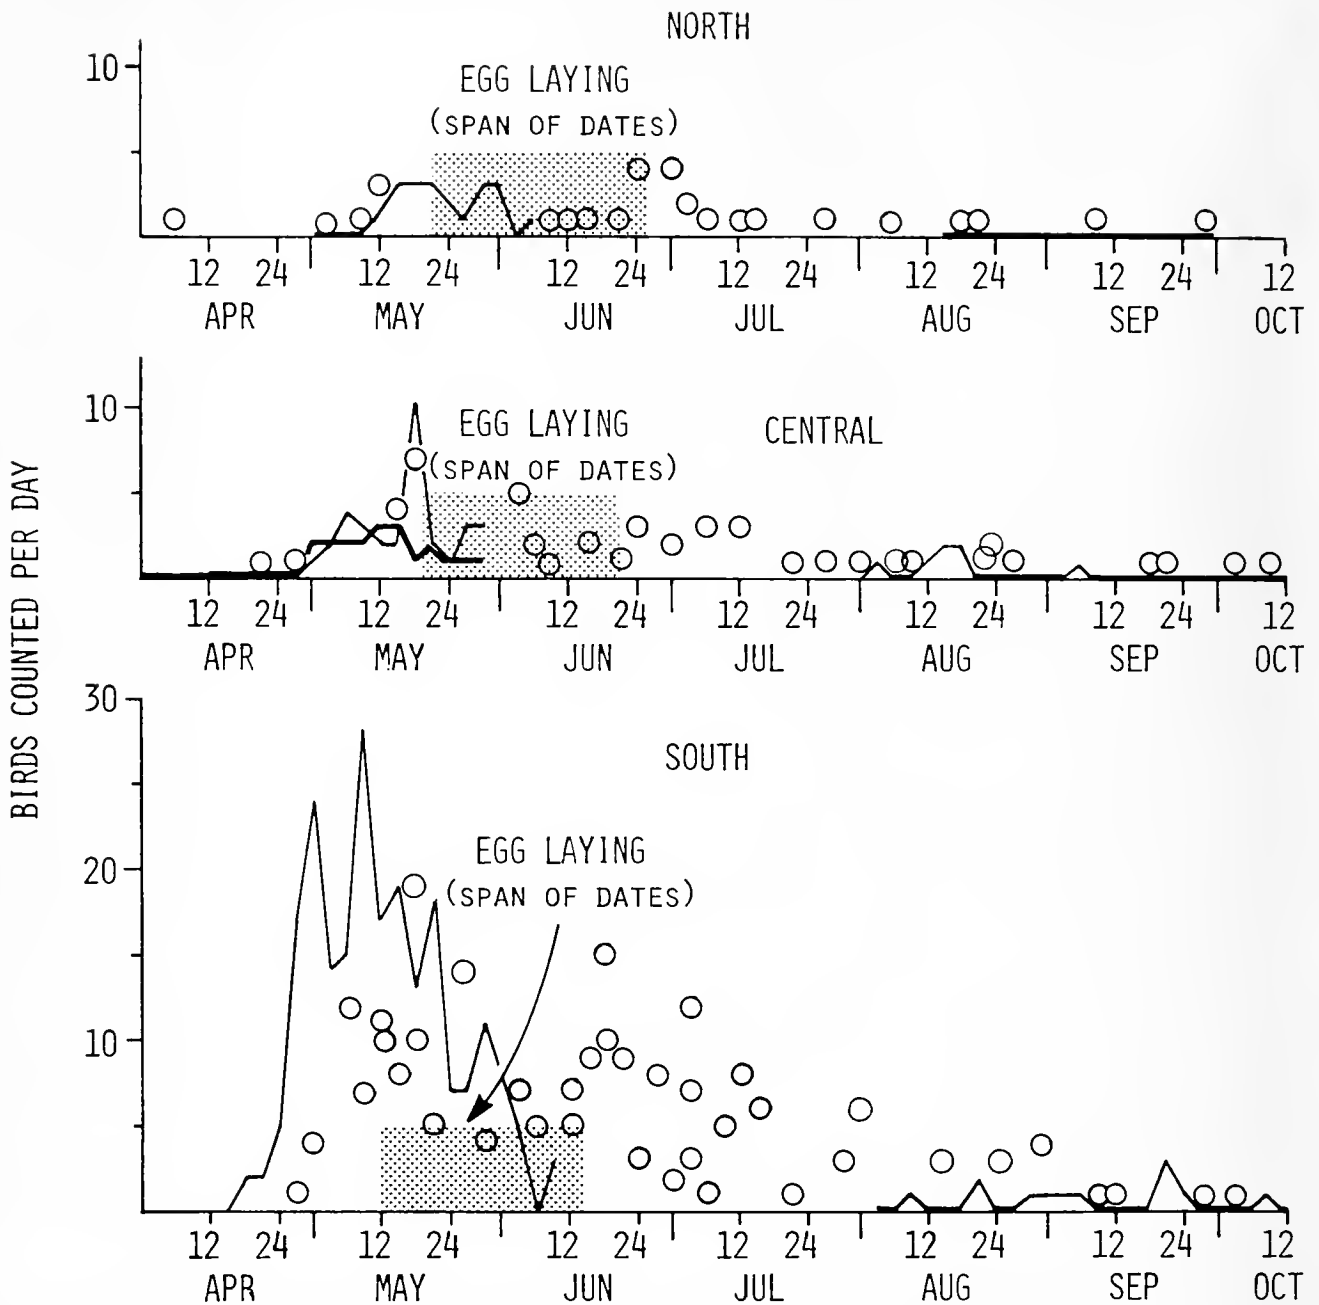 NORTH
10
EGG LAYING
(SPAN OF DATES)
12 24 12 24 12 24 12 24 12 24 12 24 12
APR MAY JUN JUL AUG SEP OCT
BIRDS COUNTED PER DAY
10
EGG LAYING
(SPAN OF DATES)
CENTRAL
12 24 12 24 12 24 12 24 12 24 12 24 12
APR MAY JUN JUL AUG SEP OCT
30
SOUTH
20
EGG LAYING
(SPAN OF DATES)
10
12 24 12 24 12 24 12 24 12 24 12 24 12
APR MAY JUN JUL AUG SEP OCT